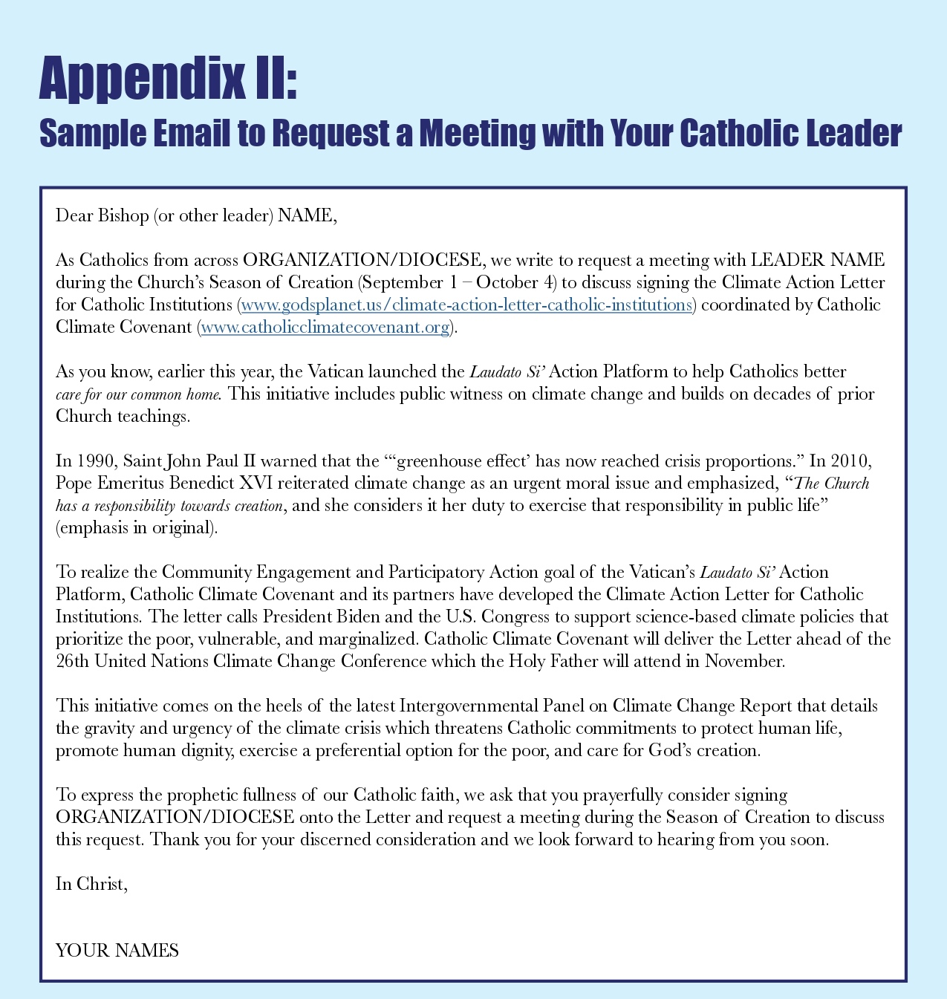 Appendix II:
Sample Email to Request a Meeting with Your Catholic Leader
Dear Bishop (or other leader) NAME,
As Catholics from across ORGANIZATION/DIOCESE, we write to request a meeting with LEADER NAME
during the Church’s Season of Creation (September 1 – October 4) to discuss signing the Climate Action Letter
for Catholic Institutions (www.godsplanet.us/climate-action-letter-catholic-institutions) coordinated by Catholic
Climate Covenant (www.catholicclimatecovenant.org).
As you know, earlier this year, the Vatican launched the Laudato Si’ Action Platform to help Catholics better
care for our common home. This initiative includes public witness on climate change and builds on decades of prior
Church teachings.
In 1990, Saint John Paul II warned that the “‘greenhouse effect’ has now reached crisis proportions.” In 2010,
Pope Emeritus Benedict XVI reiterated climate change as an urgent moral issue and emphasized, “The Church
has a responsibility towards creation, and she considers it her duty to exercise that responsibility in public life”
(emphasis in original).
To realize the Community Engagement and Participatory Action goal of the Vatican’s Laudato Si’ Action
Platform, Catholic Climate Covenant and its partners have developed the Climate Action Letter for Catholic
Institutions. The letter calls President Biden and the U.S. Congress to support science-based climate policies that
prioritize the poor, vulnerable, and marginalized. Catholic Climate Covenant will deliver the Letter ahead of the
26th United Nations Climate Change Conference which the Holy Father will attend in November.
This initiative comes on the heels of the latest Intergovernmental Panel on Climate Change Report that details
the gravity and urgency of the climate crisis which threatens Catholic commitments to protect human life,
promote human dignity, exercise a preferential option for the poor, and care for God’s creation.
To express the prophetic fullness of our Catholic faith, we ask that you prayerfully consider signing
ORGANIZATION/DIOCESE onto the Letter and request a meeting during the Season of Creation to discuss
this request. Thank you for your discerned consideration and we look forward to hearing from you soon.
In Christ,
YOUR NAMES